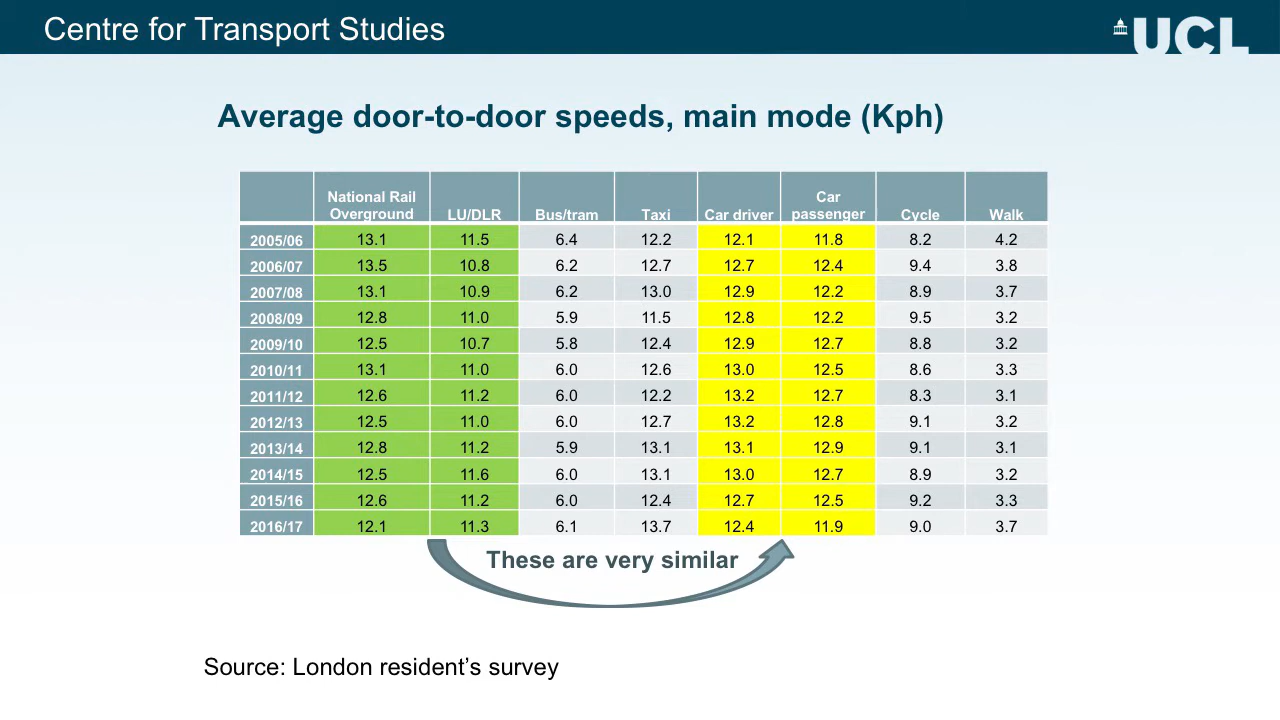 Centre for Transport Studies
UCL
Average door-to-door speeds, main mode (Kph)
National Rail Overground LU/DLR Bus/tram Taxi Car driver Car passenger Cycle Walk
2005/06 13.1 11.5 6.4 12.2 12.1 11.8 8.2 4.2
2006/07 13.5 10.8 6.2 12.7 12.7 12.4 9.4 3.8
2007/08 13.1 10.9 6.2 13.0 12.9 12.2 8.9 3.7
2008/09 12.8 11.0 5.9 11.5 12.8 12.2 9.5 3.2
2009/10 12.5 10.7 5.8 12.4 12.9 12.7 8.8 3.2
2010/11 13.1 11.0 6.0 12.6 13.0 12.5 8.6 3.3
2011/12 12.6 11.2 6.0 12.2 13.2 12.7 8.3 3.1
2012/13 12.5 11.0 6.0 12.7 13.2 12.8 9.1 3.2
2013/14 12.8 11.2 5.9 13.1 13.1 12.9 9.1 3.1
2014/15 12.5 11.6 6.0 13.1 13.0 12.7 8.9 3.2
2015/16 12.6 11.2 6.0 12.4 12.7 12.5 9.2 3.3
2016/17 12.1 11.3 6.1 13.7 12.4 11.9 9.0 3.7
These are very similar
Source: London resident’s survey